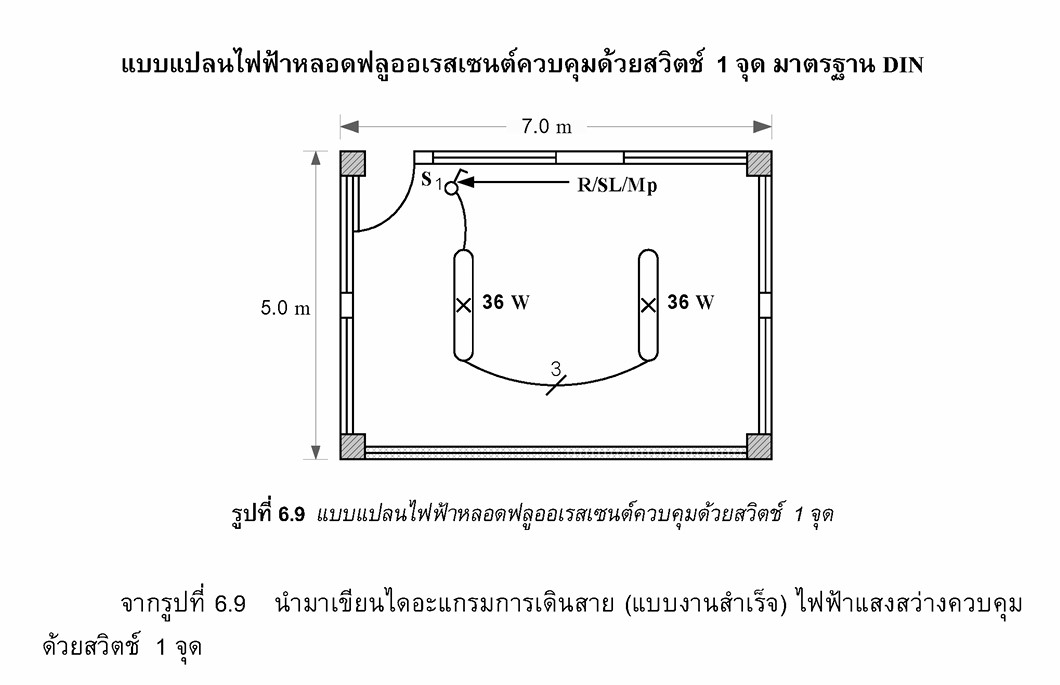 แบบแปลนไฟฟ้าหลอดฟลูออเรสเซนต์ควบคุมด้วยสวิตช์ 1 จุด มาตรฐาน DIN
7.0 m
S 1
R/SL/Mp
5.0 m
36 W
36 W
3
รูปที่ 6.9 แบบแปลนไฟฟ้าหลอดฟลูออเรสเซนต์ควบคุมด้วยสวิตช์ 1 จุด
จากรูปที่ 6.9 นำมาเขียนไดอะแกรมการเดินสาย (แบบงานสำเร็จ) ไฟฟ้าแสงสว่างควบคุม
ด้วยสวิตช์ 1 จุด